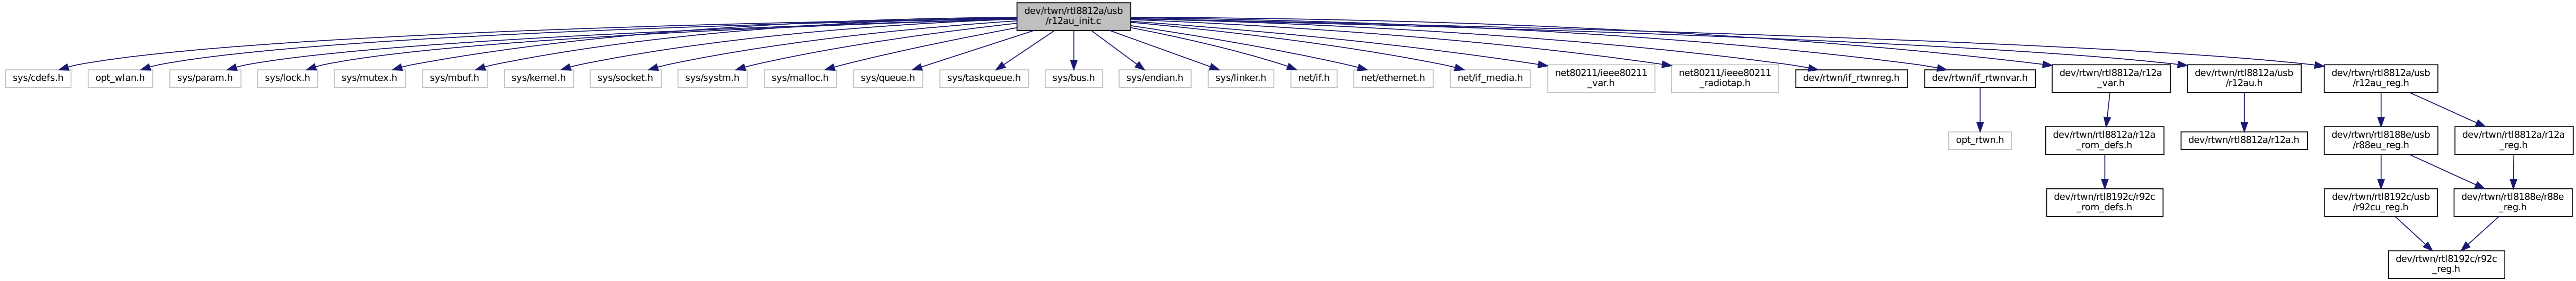 dev/rtwn/rtl8812a/usb
/r12au_init.c
sys/cdefs.h
opt_wlan.h
sys/param.h
sys/lock.h
sys/mutex.h
sys/mbuf.h
sys/kernel.h
sys/socket.h
sys/systm.h
sys/malloc.h
sys/queue.h
sys/taskqueue.h
sys/bus.h
sys/endian.h
sys/linker.h
net/if.h
net/ethernet.h
net/if_media.h
net80211/ieee80211
_var.h
net80211/ieee80211
_radiotap.h
dev/rtwn/if_rtwnreg.h
dev/rtwn/if_rtwnvar.h
dev/rtwn/rtl8812a/r12a
_var.h
dev/rtwn/rtl8812a/usb
/r12au.h
dev/rtwn/rtl8812a/usb
/r12au_reg.h
opt_rtwn.h
dev/rtwn/rtl8812a/r12a
_rom_defs.h
dev/rtwn/rtl8812a/r12a.h
dev/rtwn/rtl8188e/usb
/r88eu_reg.h
dev/rtwn/rtl8812a/r12a
_reg.h
dev/rtwn/rtl8192c/r92c
_rom_defs.h
dev/rtwn/rtl8192c/usb
/r92cu_reg.h
dev/rtwn/rtl8188e/r88e
_reg.h
dev/rtwn/rtl8192c/r92c
_reg.h